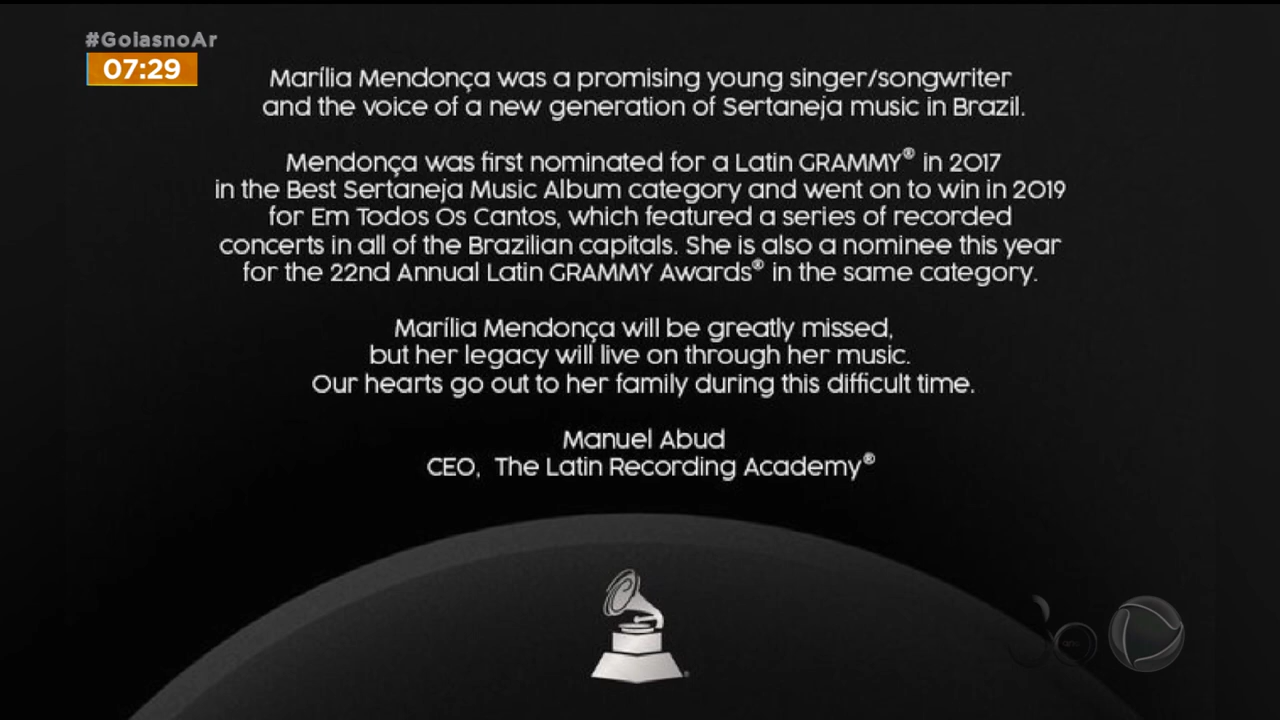 #GoiasnoAr
07:29
Marília Mendonça was a promising young singer/songwriter
and the voice of a new generation of Sertaneja music in Brazil.
Mendonça was first nominated for a Latin GRAMMY® in 2017
in the Best Sertaneja Music Album category and went on to win in 2019
for Em Todos Os Cantos, which featured a series of recorded
concerts in all of the Brazilian capitals. She is also a nominee this year
for the 22nd Annual Latin GRAMMY Awards® in the same category.
Marília Mendonça will be greatly missed,
but her legacy will live on through her music.
Our hearts go out to her family during this difficult time.
Manuel Abud
CEO, The Latin Recording Academy®